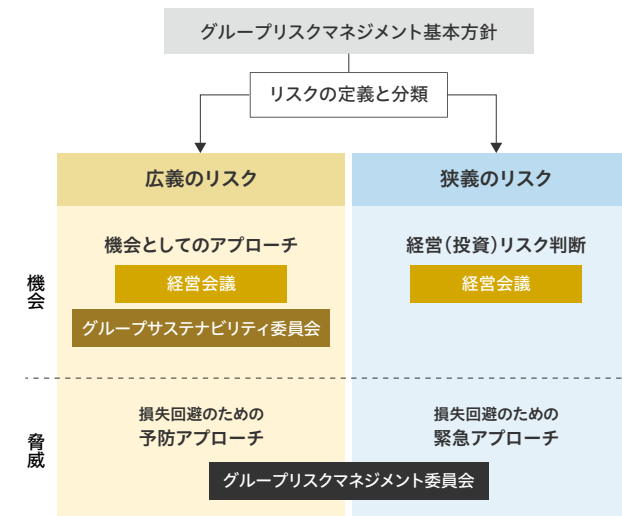 グループリスクマネジメント基本方針
リスクの定義と分類
広義のリスク
狭義のリスク
機会
機会としてのアプローチ
経営会議
グループサステナビリティ委員会
経営（投資）リスク判断
経営会議
脅威
損失回避のための
予防アプローチ
損失回避のための
緊急アプローチ
グループリスクマネジメント委員会